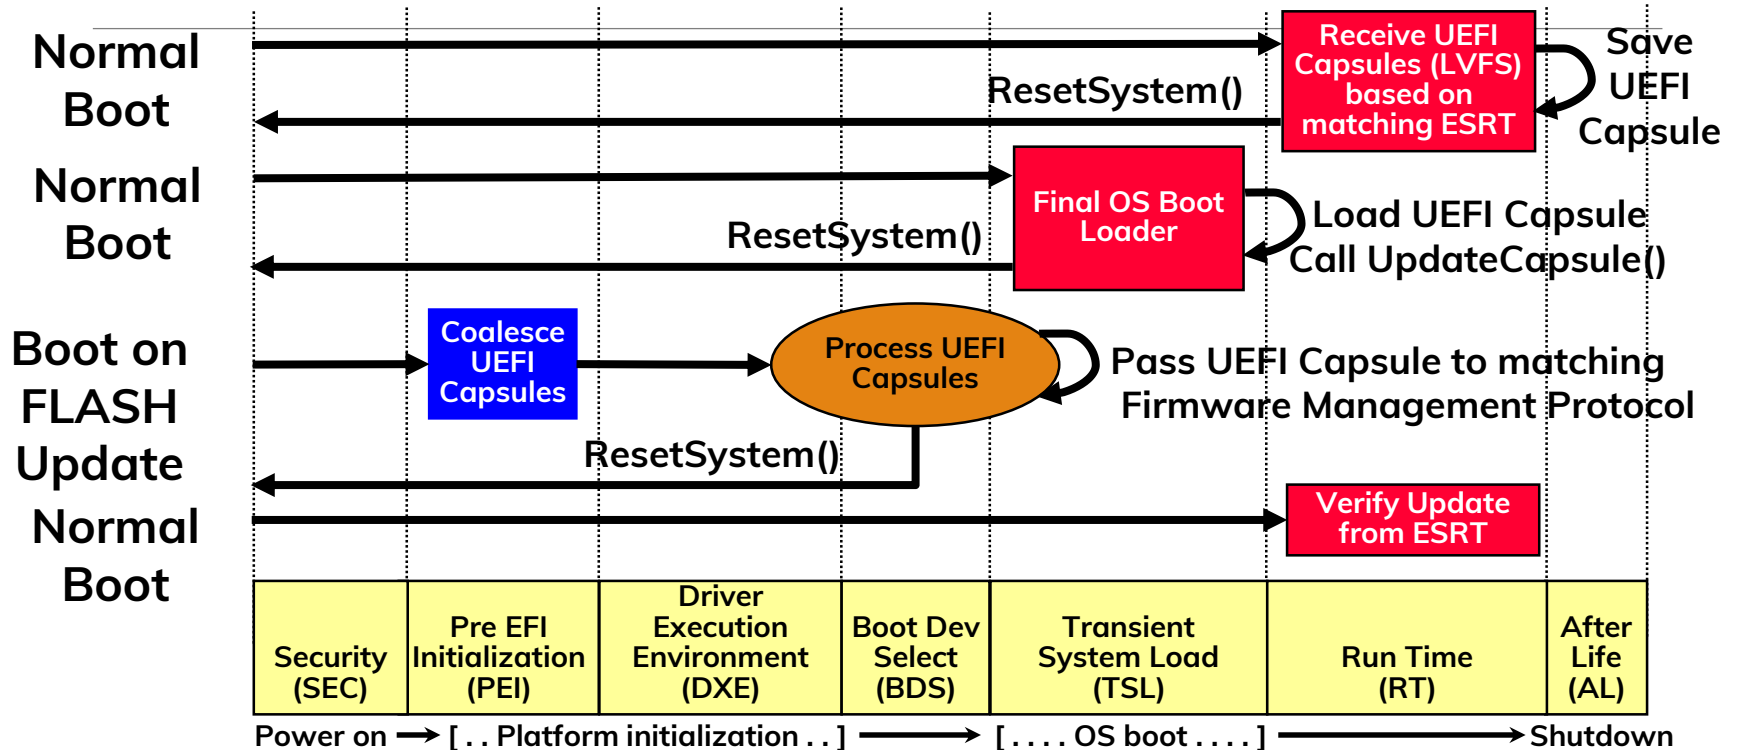 Normal
Boot
Receive UEFI
Capsules (LVFS)
based on
matching ESRT
Save
UEFI
Capsule
ResetSystem()
Normal
Boot
Final OS Boot
Loader
Load UEFI Capsule
Call UpdateCapsule()
ResetSystem()
Boot on
FLASH
Update
Coalesce
UEFI
Capsules
Process UEFI
Capsules
Pass UEFI Capsule to matching
Firmware Management Protocol
ResetSystem()
Normal
Boot
Verify Update
from ESRT
Security
(SEC)
Pre EFI
Initialization
(PEI)
Driver
Execution
Environment
(DXE)
Boot Dev
Select
(BDS)
Transient
System Load
(TSL)
Run Time
(RT)
After
Life
(AL)
Power on [ . . Platform initialization . . ] [ . . . . OS boot . . . . ] Shutdown